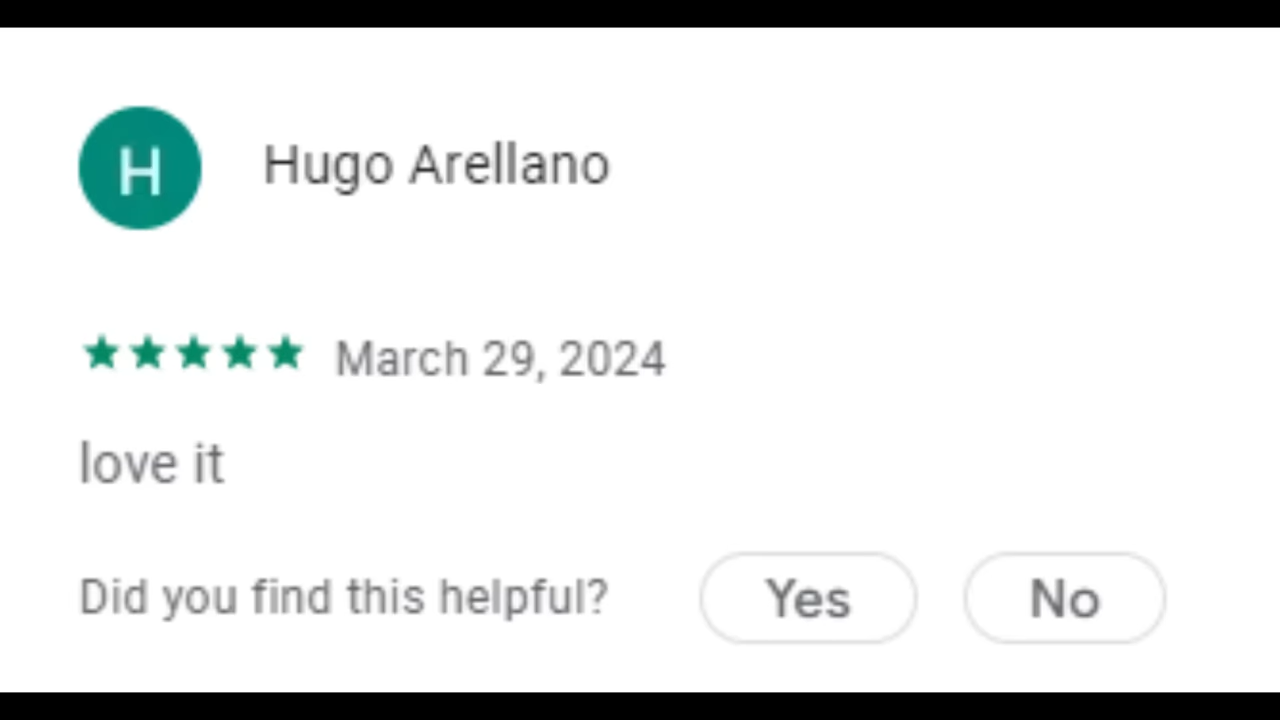 H
Hugo Arellano
March 29, 2024
love it
Did you find this helpful? Yes No